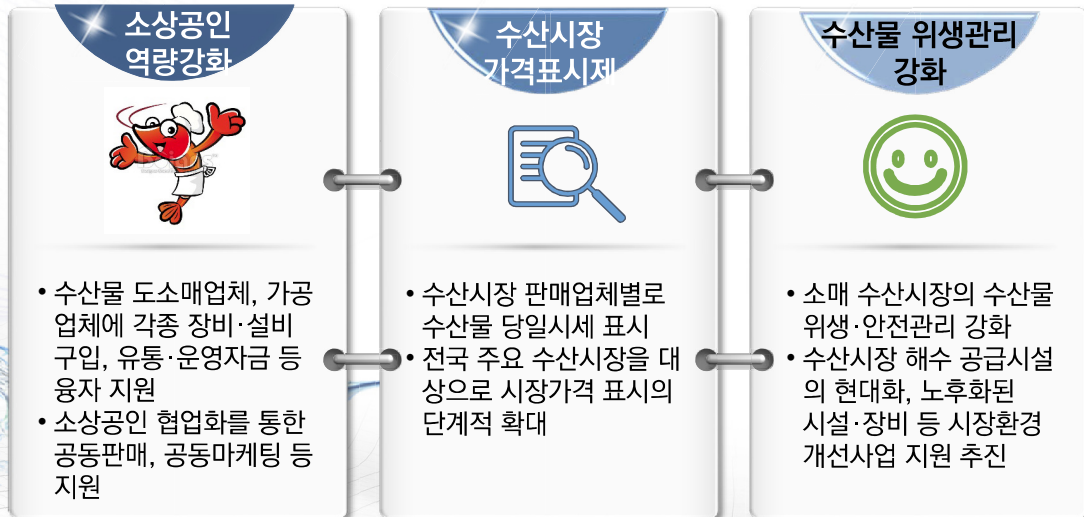 소상공인
역량강화
• 수산물 도소매업체, 가공
업체에 각종 장비·설비
구입, 유통·운영자금 등
융자 지원
• 소상공인 협업화를 통한
공동판매, 공동마케팅 등
지원
수산시장
가격표시제
• 수산시장 판매업체별로
수산물 당일시세 표시
• 전국 주요 수산시장을 대
상으로 시장가격 표시의
단계적 확대
수산물 위생관리
강화
• 소매 수산시장의 수산물
위생·안전관리 강화
• 수산시장 해수 공급시설
의 현대화, 노후화된
시설·장비 등 시장환경
개선사업 지원 추진